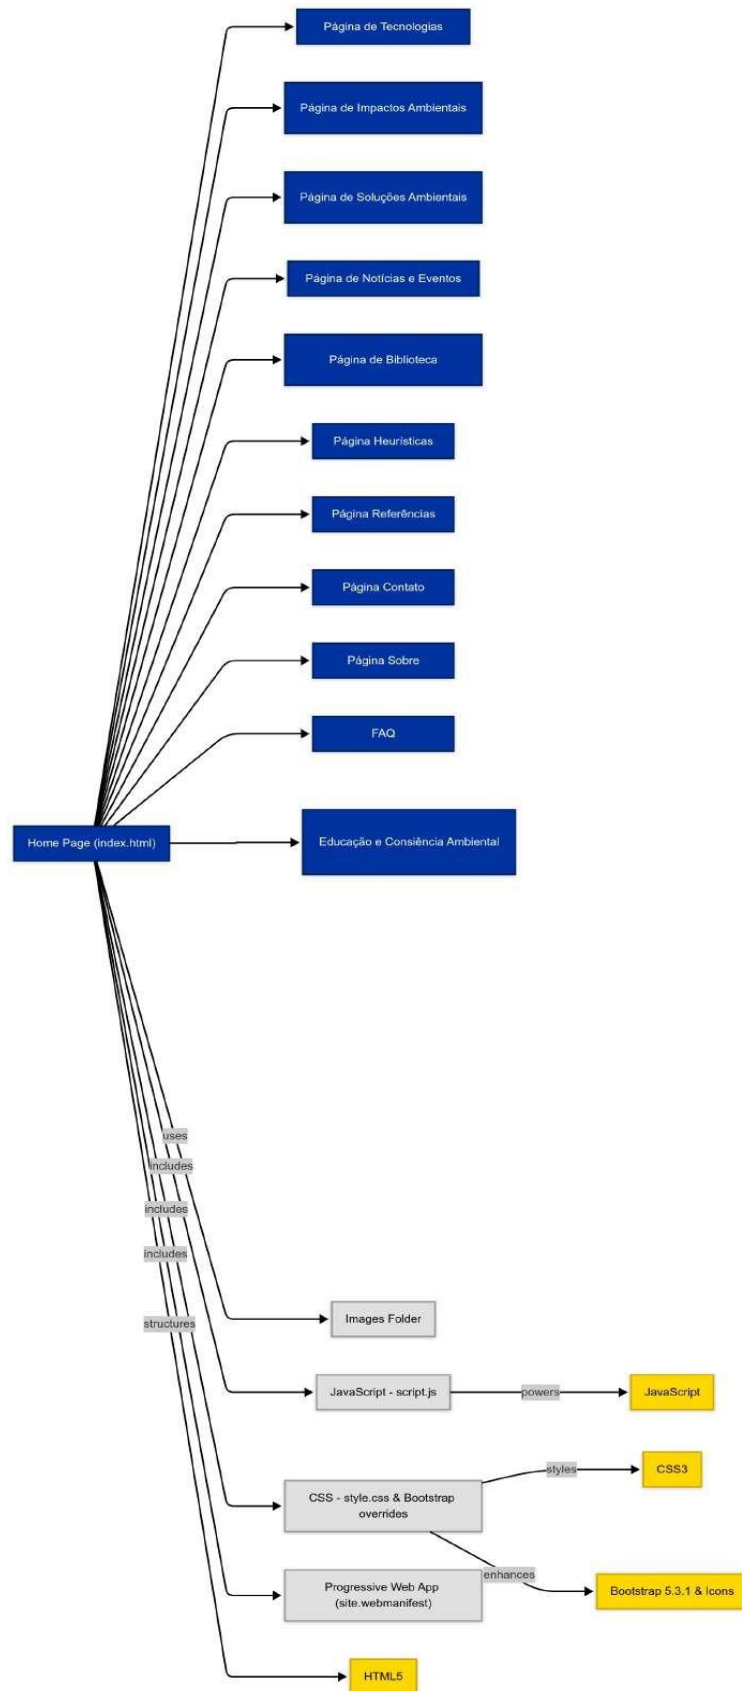 Página de Tecnologias
Página de Impactos Ambientais
Página de Soluções Ambientais
Página de Notícias e Eventos
Página de Biblioteca
Página Heurísticas
Página Referências
Página Contato
Página Sobre
FAQ
Home Page (index.html)
Educação e Consiência Ambiental
uses
includes
includes
includes
structures
Images Folder
JavaScript - script.js
powers
JavaScript
styles
CSS3
CSS - style.css & Bootstrap
overrides
enhances
Bootstrap 5.3.1 & Icons
Progressive Web App
(site.webmanifest)
HTML5